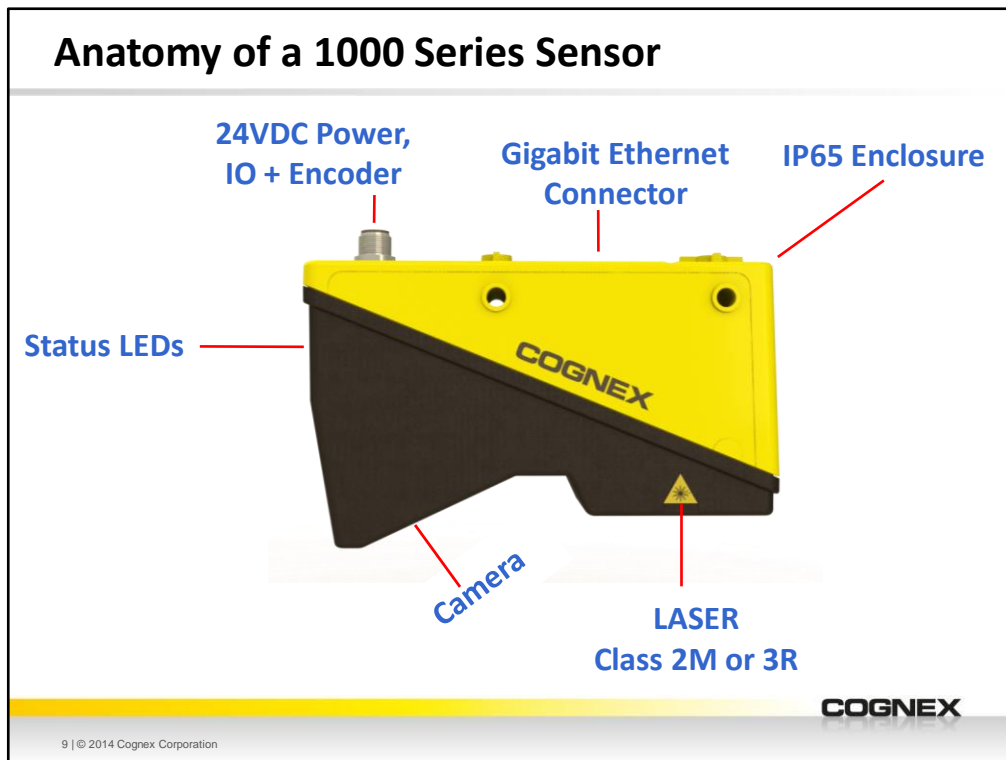 Anatomy of a 1000 Series Sensor
24VDC Power,
IO + Encoder
Gigabit Ethernet
Connector
IP65 Enclosure
Status LEDs
COGNEX
Camera
LASER
Class 2M or 3R
COGNEX
9 | © 2014 Cognex Corporation